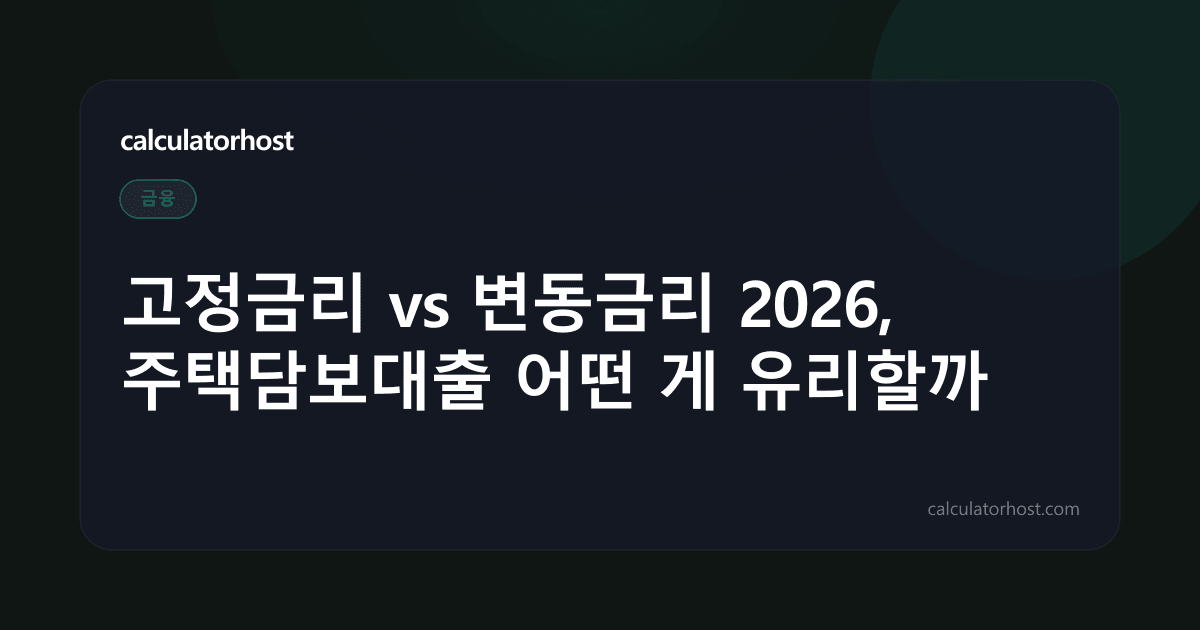 calculatorhost
금융
고정금리 vs 변동금리 2026,
주택담보대출 어떤 게 유리할까
calculatorhost.com